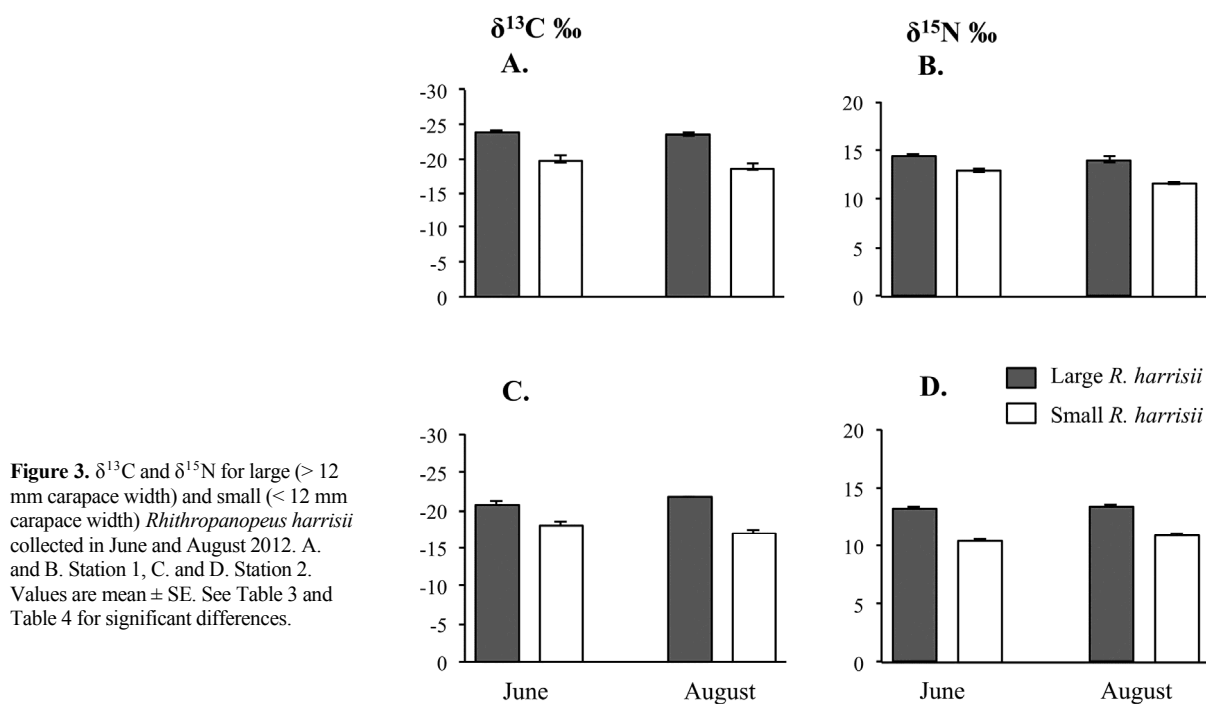 δ¹³C ‰
δ¹⁵N ‰
A.
B.
-30
-25
-20
-15
-10
-5
0
20
15
10
5
0
C.
D.
Large R. harrisii
Small R. harrisii
-30
-25
-20
-15
-10
-5
0
20
15
10
5
0
June
August
June
August
Figure 3. δ¹³C and δ¹⁵N for large (> 12
mm carapace width) and small (< 12 mm
carapace width) Rhithropanopeus harrisii
collected in June and August 2012. A.
and B. Station 1, C. and D. Station 2.
Values are mean ± SE. See Table 3 and
Table 4 for significant differences.